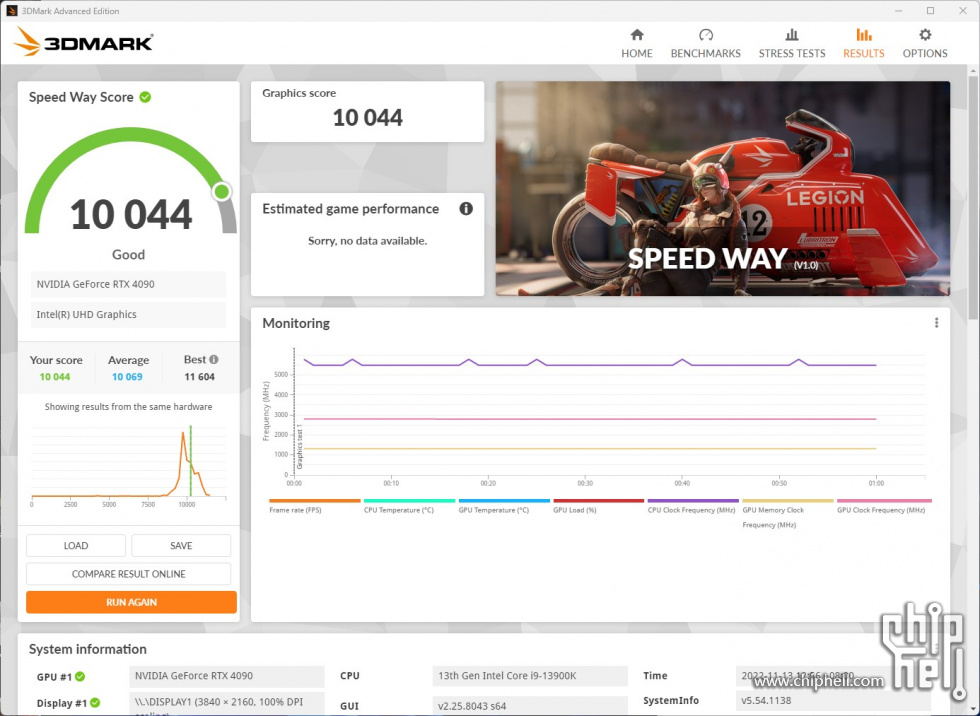 3DMark Advanced Edition
3DMARK
HOME
BENCHMARKS
STRESS TESTS
RESULTS
OPTIONS
Speed Way Score
10 044
Good
NVIDIA GeForce RTX 4090
Intel(R) UHD Graphics
Your score
10 044
Average
10 069
Best
11 604
Showing results from the same hardware
0 2500 5000 7500 10000
LOAD
SAVE
COMPARE RESULT ONLINE
RUN AGAIN
Graphics score
10 044
Estimated game performance
Sorry, no data available.
LEGION
12
SPEED WAY (V1.0)
Monitoring
Frequency (MHz)
5000
4000
3000
2000
1000
0
Graphics test 1
00:00 00:10 00:20 00:30 00:40 00:50 01:00
Frame rate (FPS)
CPU Temperature (°C)
GPU Temperature (°C)
GPU Load (%)
CPU Clock Frequency (MHz)
GPU Memory Clock
Frequency (MHz)
GPU Clock Frequency (MHz)
System information
GPU #1
NVIDIA GeForce RTX 4090
CPU
13th Gen Intel Core i9-13900K
Time
2022-11-13
Display #1
\\.\DISPLAY1 (3840 × 2160, 100% DPI
GUI
v2.25.8043 s64
SystemInfo
v5.54.1138
www.chiphell.com
chip
hell